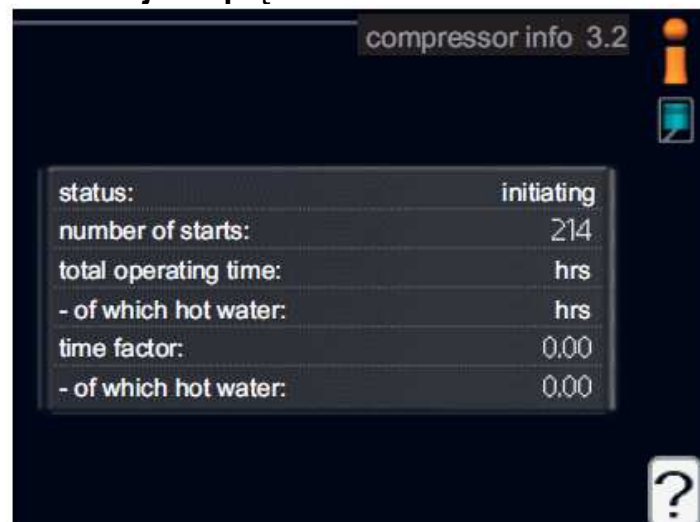 compressor info 3.2
status: initiating
number of starts: 214
total operating time: hrs
- of which hot water: hrs
time factor: 0.00
- of which hot water: 0.00
?